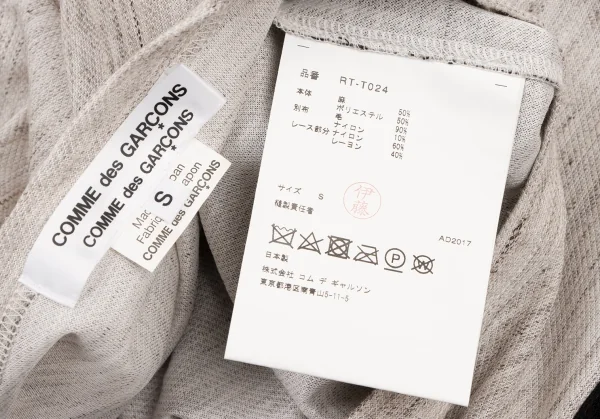 COMME des GARÇONS
COMME des GARÇONS
S
COMME des GARÇONS
品番 RT-T024
本体 麻 50%
ポリエステル 50%
別布 毛 90%
ナイロン 10%
レース部分 ナイロン 60%
レーヨン 40%
サイズ S
縫製責任者 伊藤
AD2017
日本製
株式会社 コム デ ギャルソン
東京都港区南青山5-11-5